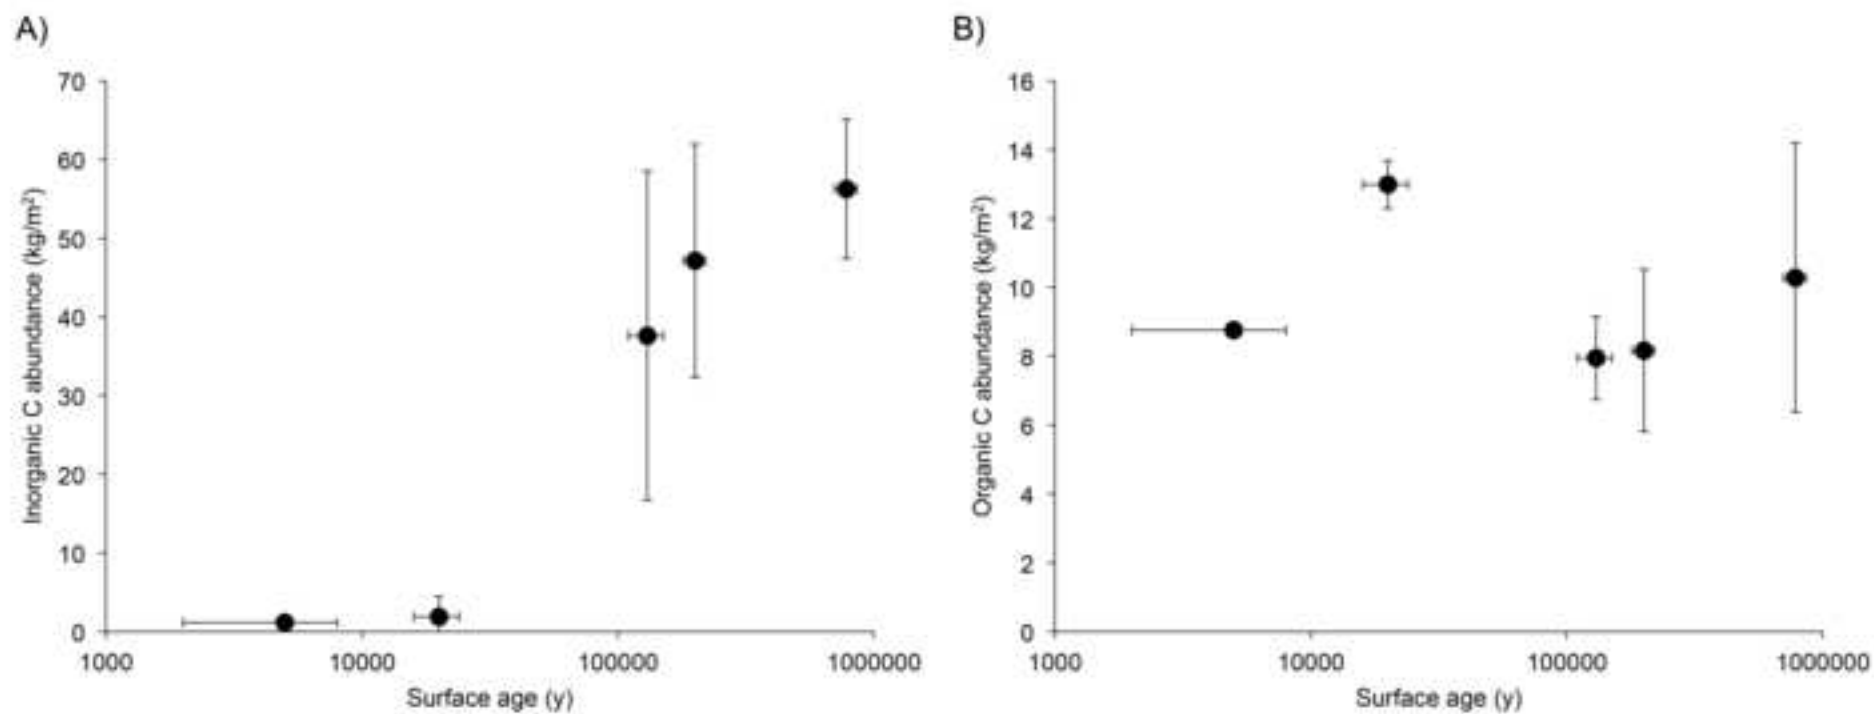 A)
Inorganic C abundance (kg/m²)
70
60
50
40
30
20
10
0
1000 10000 100000 1000000
Surface age (y)
B)
Organic C abundance (kg/m²)
16
14
12
10
8
6
4
2
0
1000 10000 100000 1000000
Surface age (y)